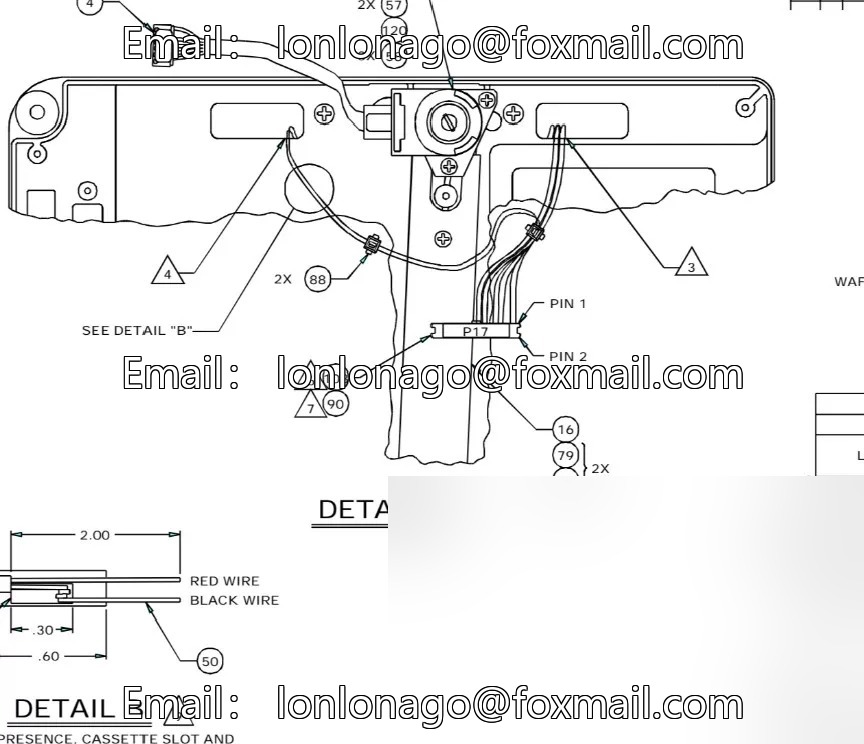 4
2X 57
120
Email： lonlonago@foxmail.com
4
2X 88
3
SEE DETAIL "B"
PIN 1
P17
PIN 2
Email： lonlonago@foxmail.com
7 90
16
79
2X
2.00
RED WIRE
BLACK WIRE
.30
.60
50
DETAIL B
Email： lonlonago@foxmail.com
PRESENCE, CASSETTE SLOT AND